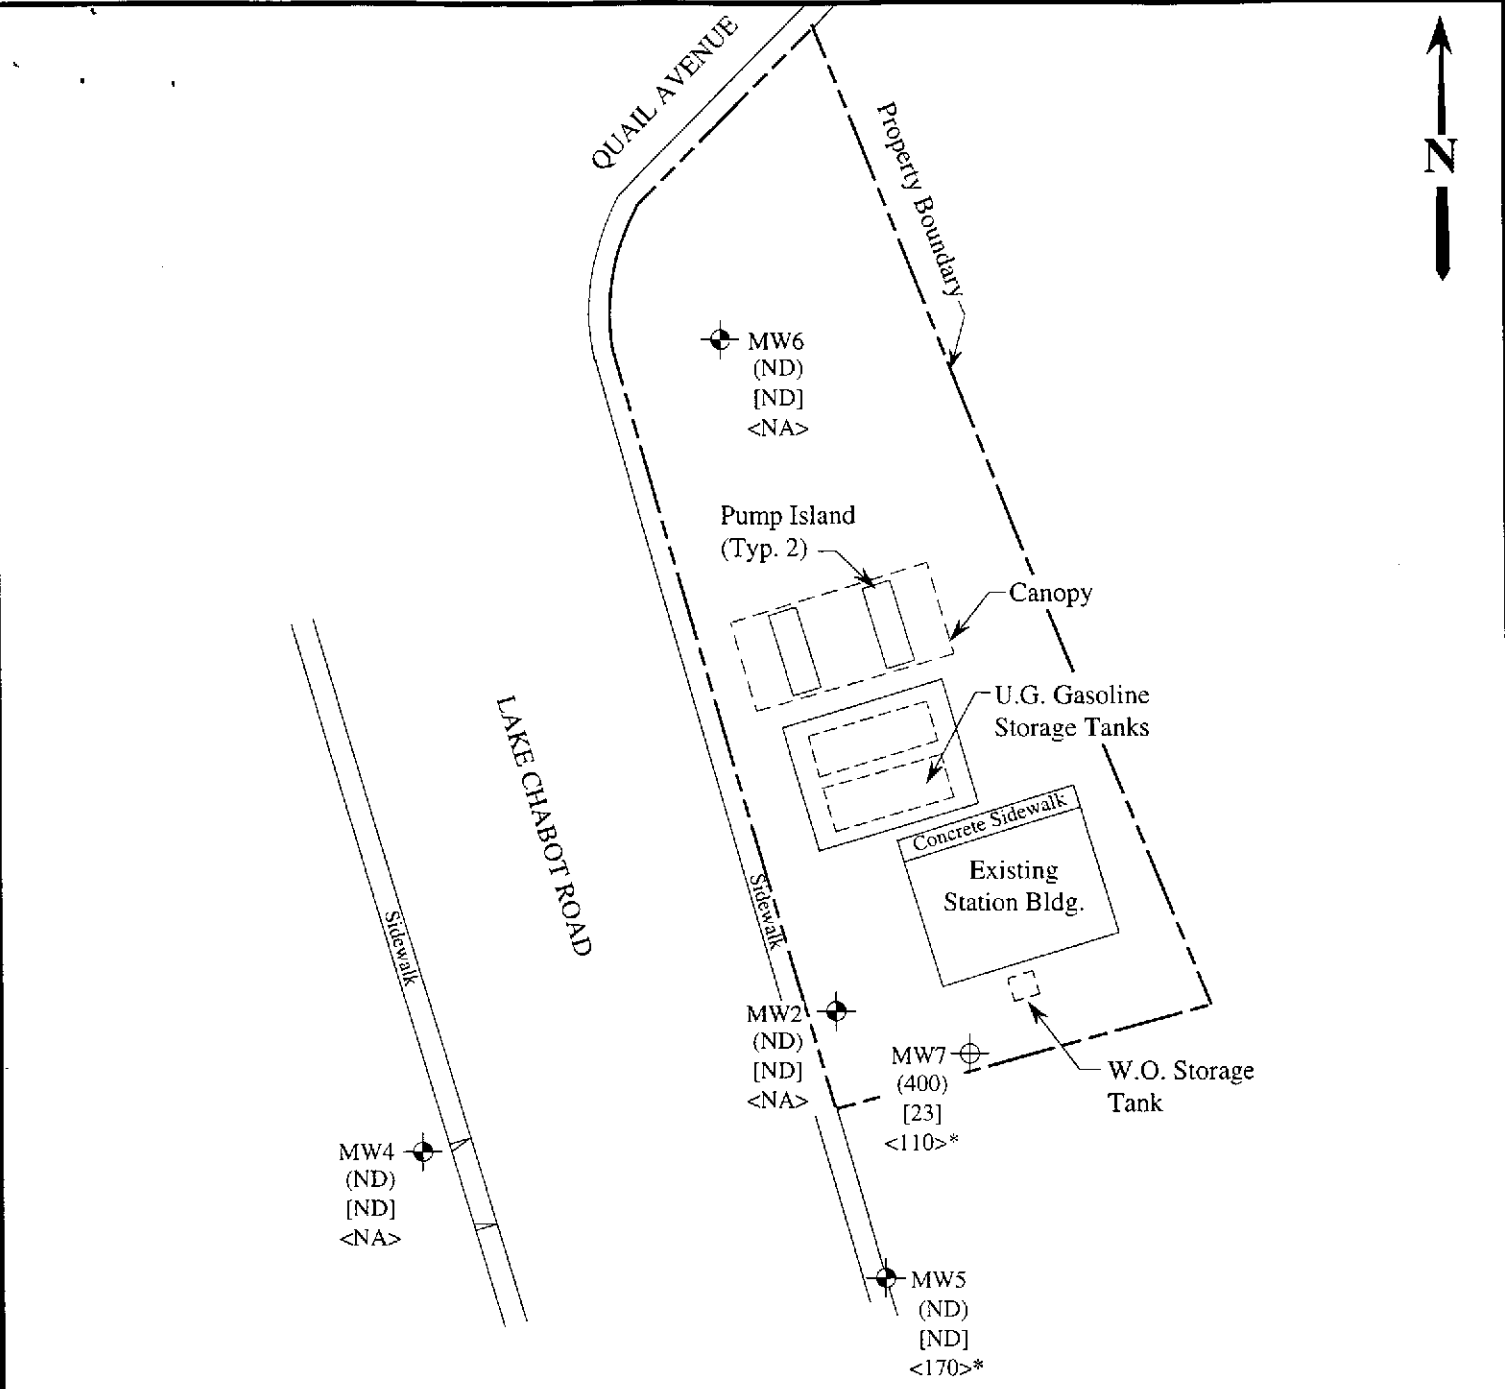 QUAIL AVENUE
Property Boundary
N
MW6
(ND)
[ND]
<NA>
Pump Island
(Typ. 2)
Canopy
U.G. Gasoline
Storage Tanks
LAKE CHABOT ROAD
Concrete Sidewalk
Existing
Station Bldg.
Sidewalk
Sidewalk
MW2
(ND)
[ND]
<NA>
MW7
(400)
[23]
<110>*
W.O. Storage
Tank
MW4
(ND)
[ND]
<NA>
MW5
(ND)
[ND]
<170>*